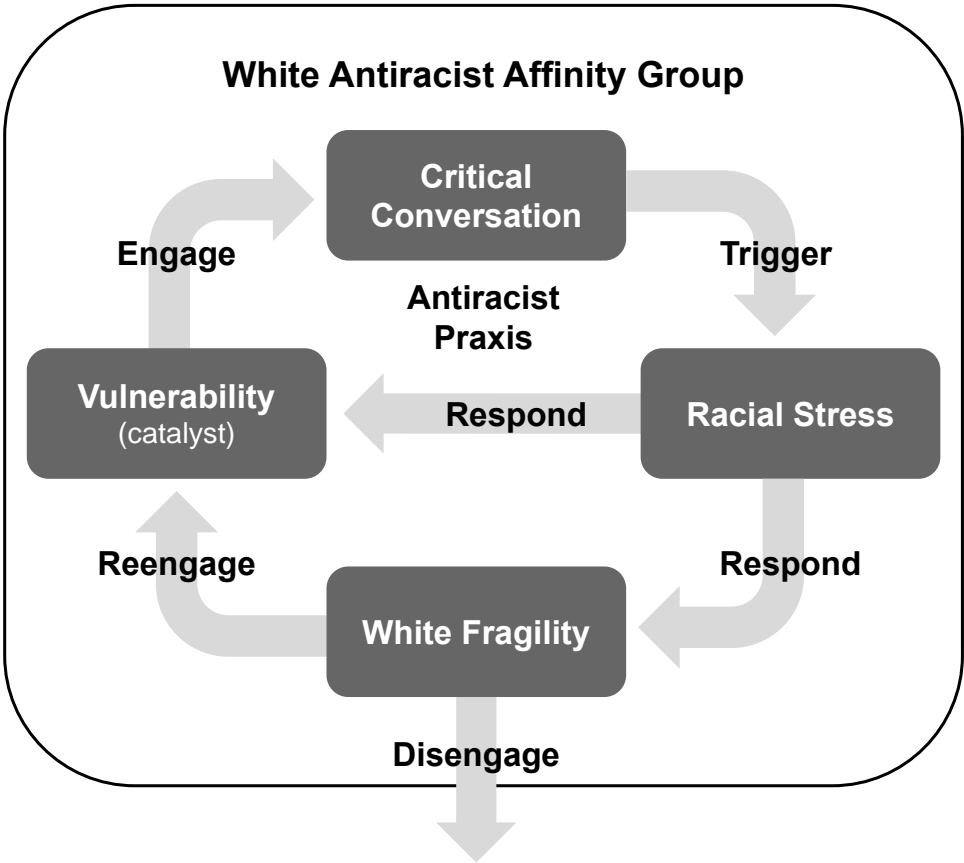 White Antiracist Affinity Group
Critical
Conversation
Engage
Trigger
Antiracist
Praxis
Vulnerability
(catalyst)
Respond
Racial Stress
Reengage
Respond
White Fragility
Disengage